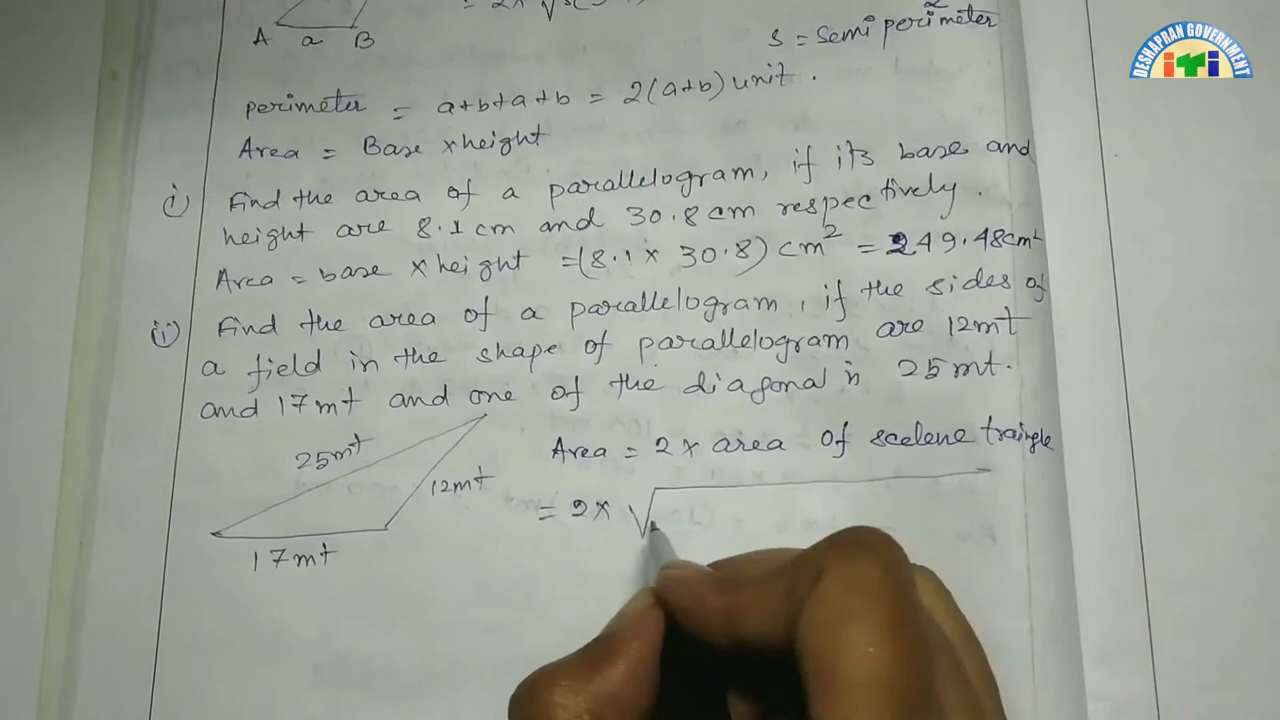 A a B
s = semi perimeter
perimeter = a+b+a+b = 2(a+b) unit.
Area = Base × height
i) Find the area of a parallelogram, if its base and
height are 8.1 cm and 30.8 cm respectively.
Area = base × height = (8.1 × 30.8) cm² = 249.48 cm²
ii) Find the area of a parallelogram, if the sides of
a field in the shape of parallelogram are 12mt
and 17mt and one of the diagonal is 25mt.
25mt
12mt
17mt
Area = 2 × area of scelene traingle
= 2 × √
DESHAPRAN GOVERNMENT
iTi